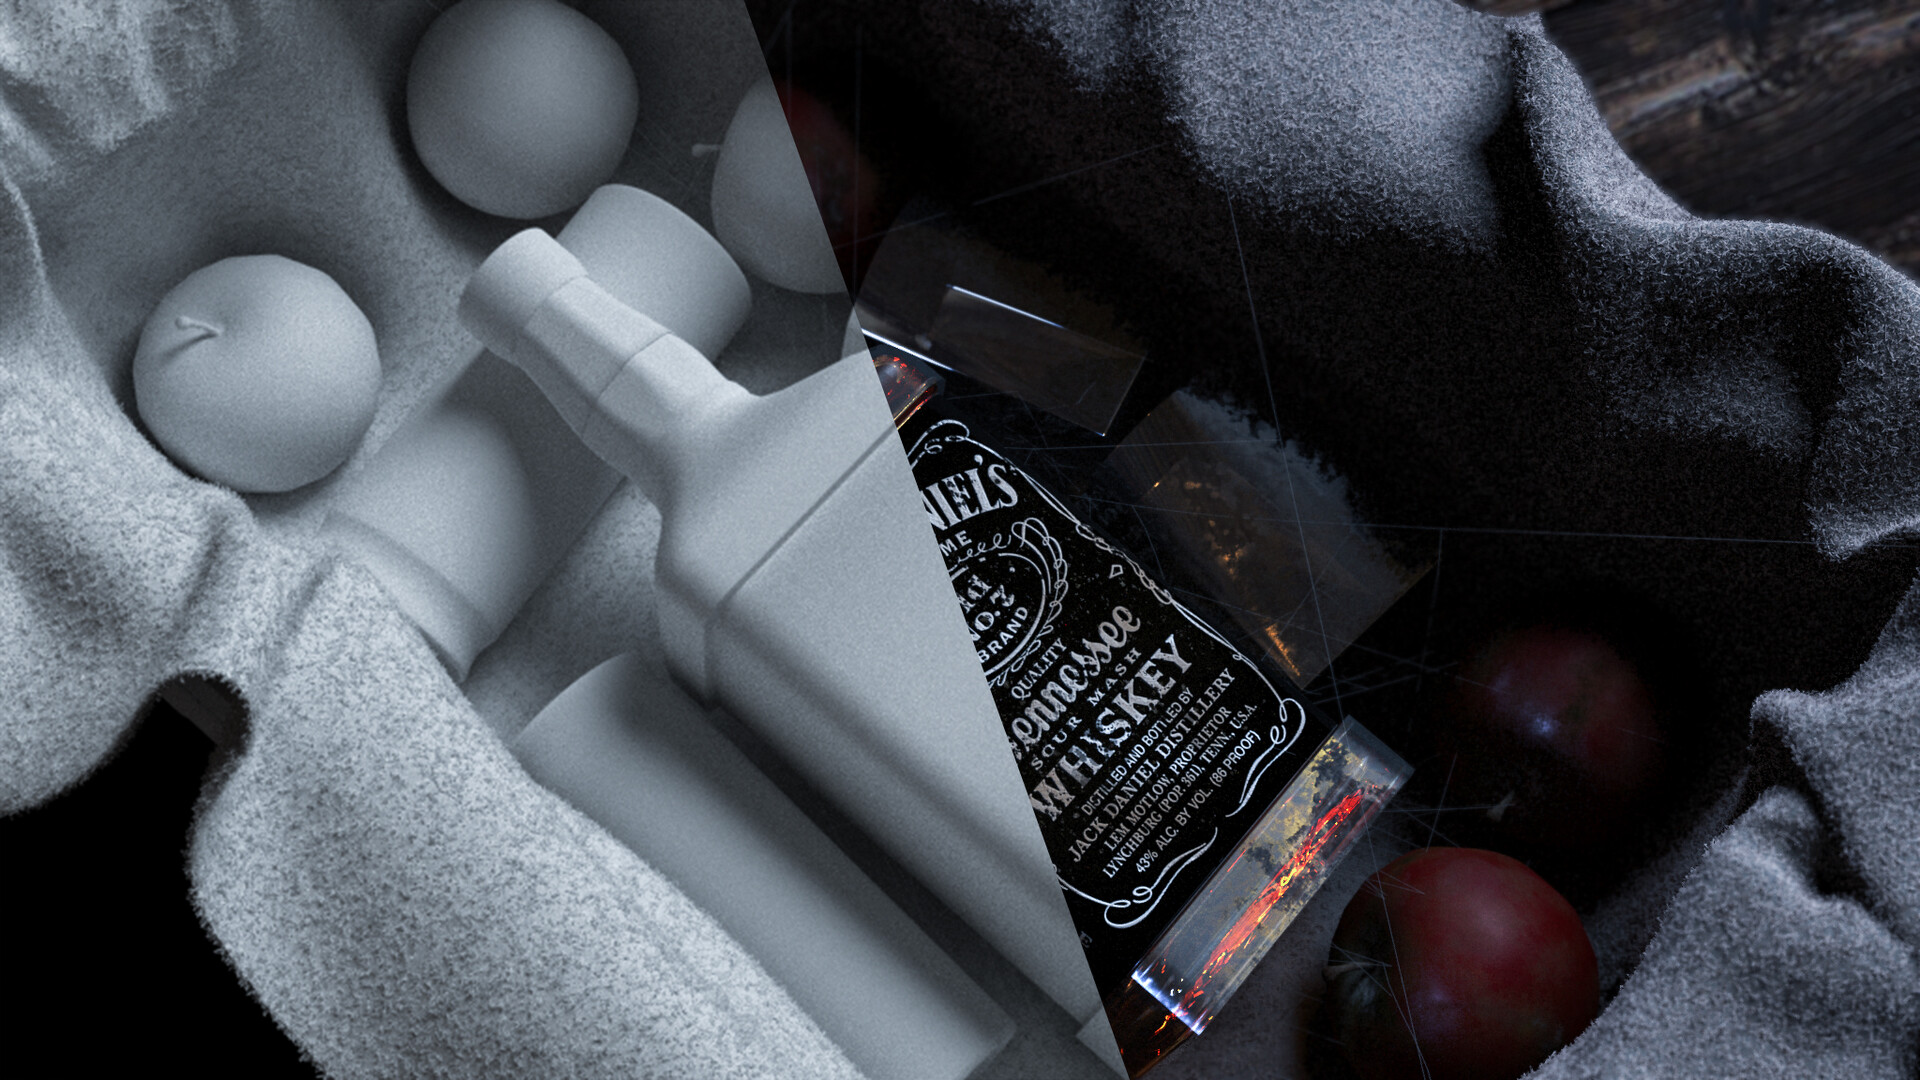 NIEL'S
ME
NO.7
BRAND
QUALITY
ennessee
SOUR MASH
WHISKEY
DISTILLED AND BOTTLED BY
JACK DANIEL DISTILLERY
LEM MOTLOW, PROPRIETOR
LYNCHBURG (POP. 361), TENN. U.S.A.
43% ALC. BY VOL. (86 PROOF)